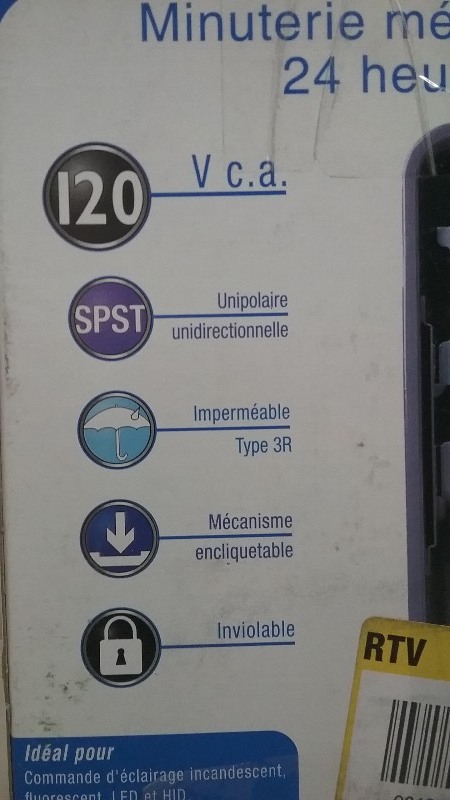 Minuterie mé
24 heu
120
V c.a.
SPST
Unipolaire
unidirectionnelle
Imperméable
Type 3R
Mécanisme
encliquetable
Inviolable
RTV
Idéal pour
Commande d'éclairage incandescent,
fluorescent, LED et HID